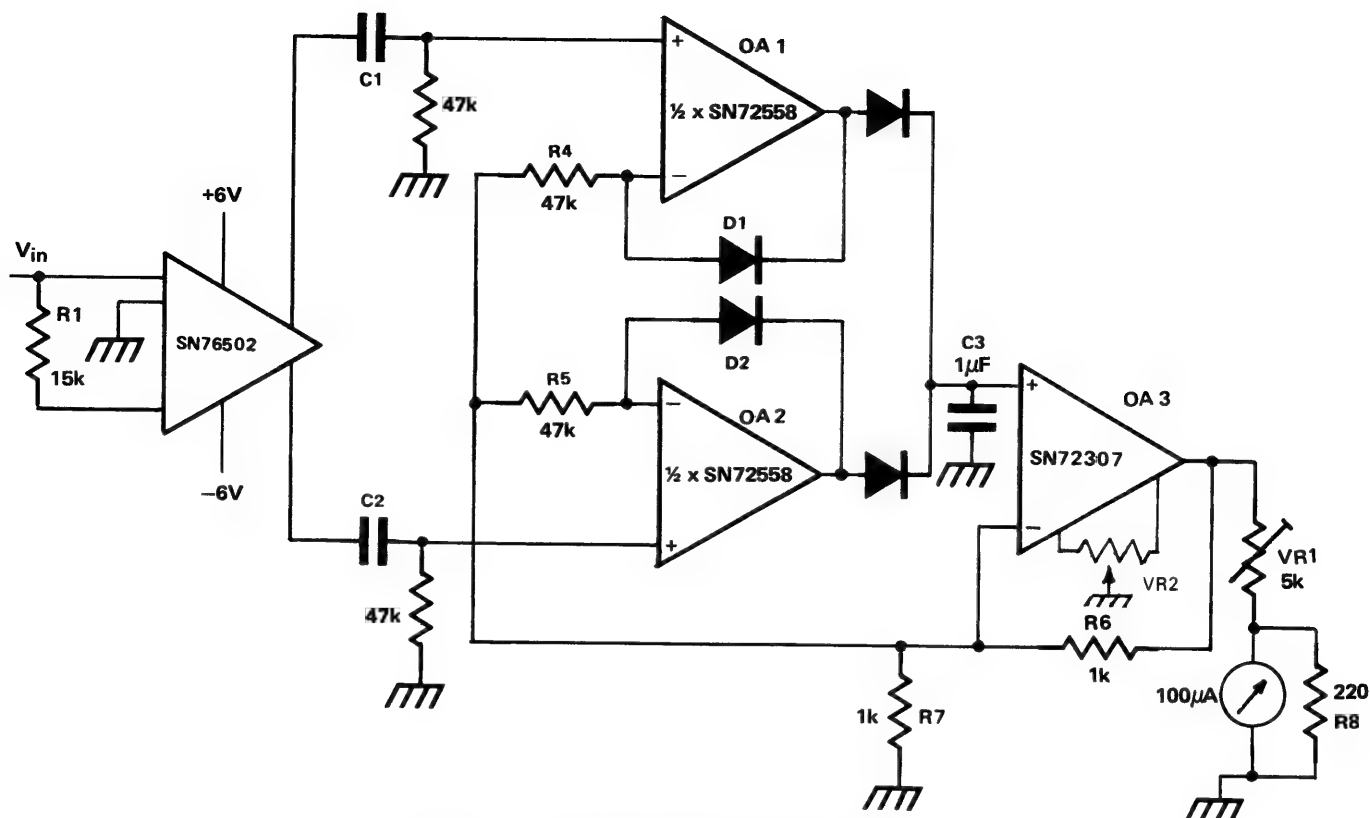 C1
47k
+
OA 1
½ x SN72558
−
R4
47k
D1
+6V
Vin
R1
15k
SN76502
−6V
D2
R5
47k
−
OA 2
½ x SN72558
+
C2
47k
C3
1µF
+
OA 3
SN72307
−
VR2
VR1
5k
R6
1k
1k
R7
100µA
220
R8